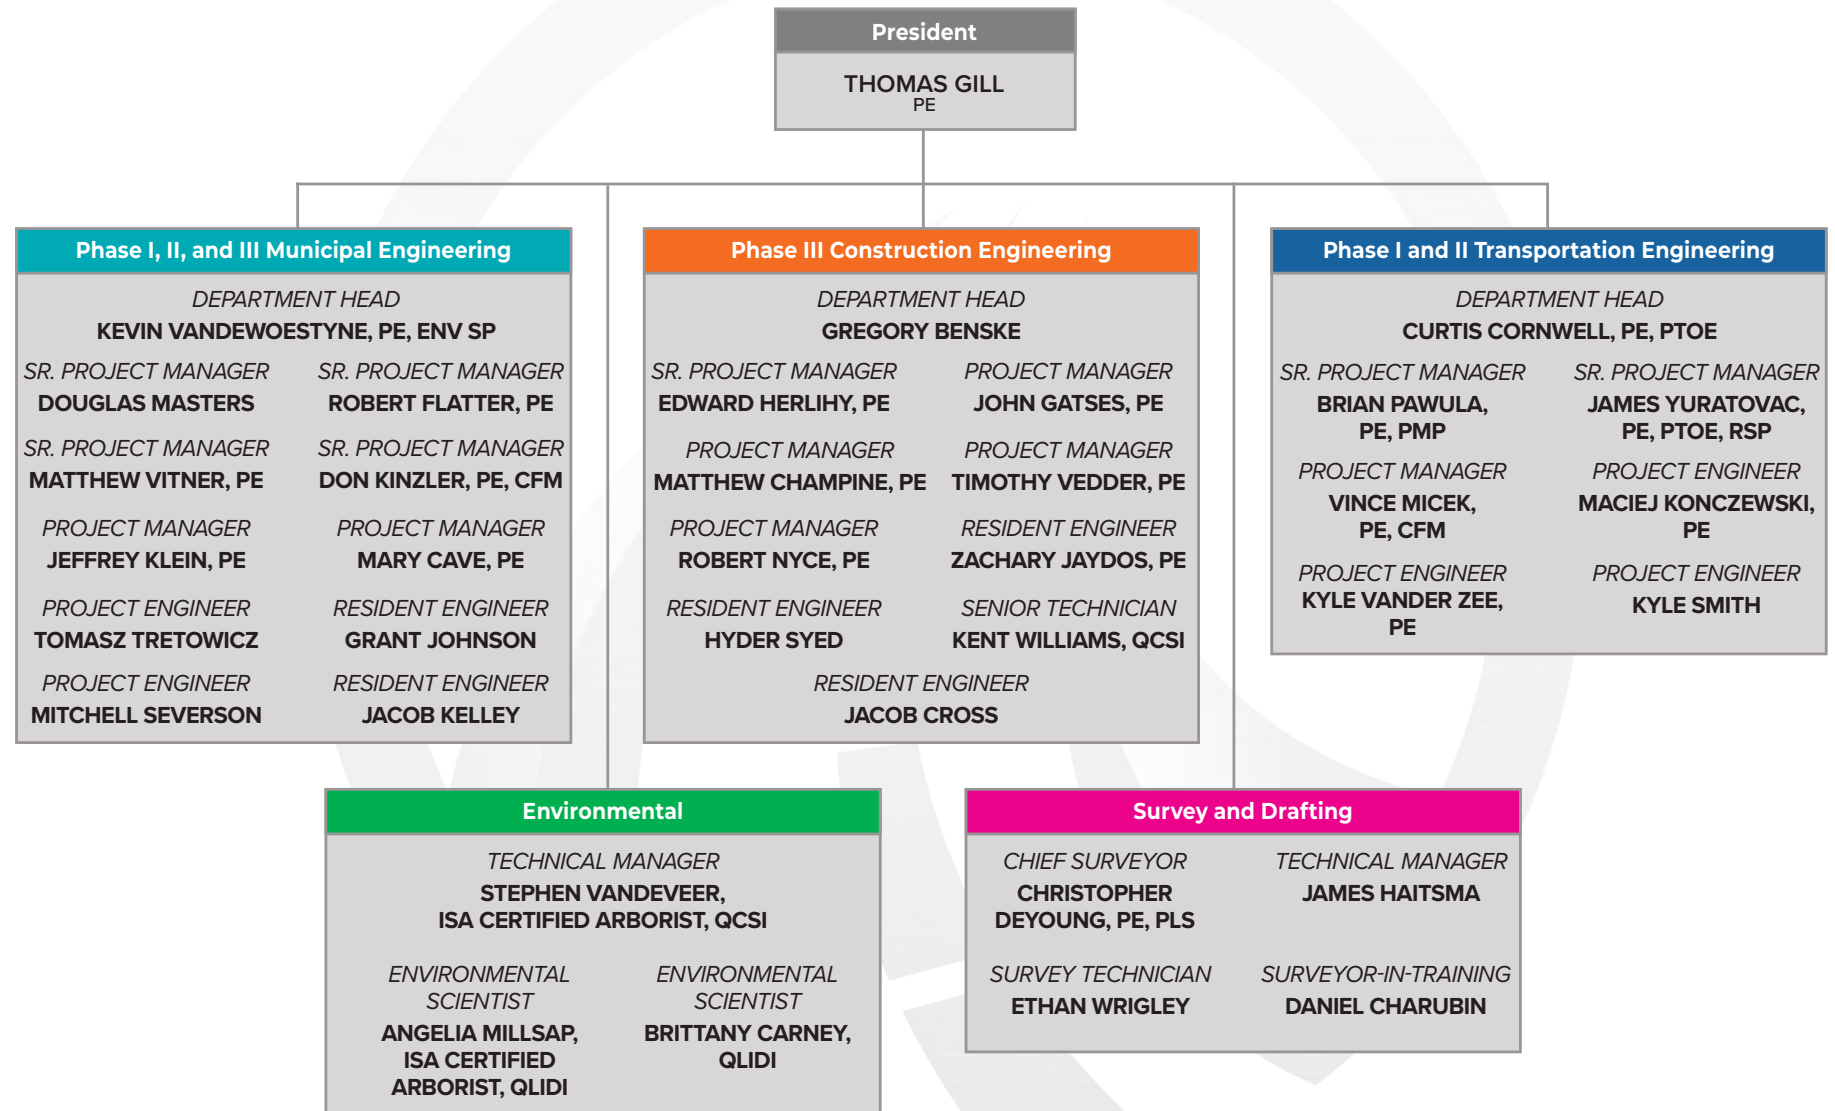 President
THOMAS GILL
PE
Phase I, II, and III Municipal Engineering
DEPARTMENT HEAD
KEVIN VANDEWOESTYNE, PE, ENV SP
SR. PROJECT MANAGER
DOUGLAS MASTERS
SR. PROJECT MANAGER
ROBERT FLATTER, PE
SR. PROJECT MANAGER
MATTHEW VITNER, PE
SR. PROJECT MANAGER
DON KINZLER, PE, CFM
PROJECT MANAGER
JEFFREY KLEIN, PE
PROJECT MANAGER
MARY CAVE, PE
PROJECT ENGINEER
TOMASZ TRETOWICZ
RESIDENT ENGINEER
GRANT JOHNSON
PROJECT ENGINEER
MITCHELL SEVERSON
RESIDENT ENGINEER
JACOB KELLEY
Phase III Construction Engineering
DEPARTMENT HEAD
GREGORY BENSKE
SR. PROJECT MANAGER
EDWARD HERLIHY, PE
PROJECT MANAGER
JOHN GATSES, PE
PROJECT MANAGER
MATTHEW CHAMPINE, PE
PROJECT MANAGER
TIMOTHY VEDDER, PE
PROJECT MANAGER
ROBERT NYCE, PE
RESIDENT ENGINEER
ZACHARY JAYDOS, PE
RESIDENT ENGINEER
HYDER SYED
SENIOR TECHNICIAN
KENT WILLIAMS, QCSI
RESIDENT ENGINEER
JACOB CROSS
Phase I and II Transportation Engineering
DEPARTMENT HEAD
CURTIS CORNWELL, PE, PTOE
SR. PROJECT MANAGER
BRIAN PAWULA,
PE, PMP
SR. PROJECT MANAGER
JAMES YURATOVAC,
PE, PTOE, RSP
PROJECT MANAGER
VINCE MICEK,
PE, CFM
PROJECT ENGINEER
MACIEJ KONCZEWSKI,
PE
PROJECT ENGINEER
KYLE VANDER ZEE,
PE
PROJECT ENGINEER
KYLE SMITH
Environmental
TECHNICAL MANAGER
STEPHEN VANDEVEER,
ISA CERTIFIED ARBORIST, QCSI
ENVIRONMENTAL
SCIENTIST
ANGELIA MILLSAP,
ISA CERTIFIED
ARBORIST, QLIDI
ENVIRONMENTAL
SCIENTIST
BRITTANY CARNEY,
QLIDI
Survey and Drafting
CHIEF SURVEYOR
CHRISTOPHER
DEYOUNG, PE, PLS
TECHNICAL MANAGER
JAMES HAITSMA
SURVEY TECHNICIAN
ETHAN WRIGLEY
SURVEYOR-IN-TRAINING
DANIEL CHARUBIN